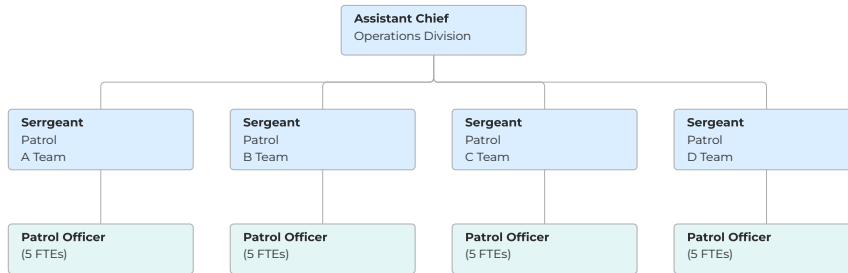 Assistant Chief
Operations Division
Serrgeant
Patrol
A Team
Sergeant
Patrol
B Team
Sergeant
Patrol
C Team
Sergeant
Patrol
D Team
Patrol Officer
(5 FTEs)
Patrol Officer
(5 FTEs)
Patrol Officer
(5 FTEs)
Patrol Officer
(5 FTEs)